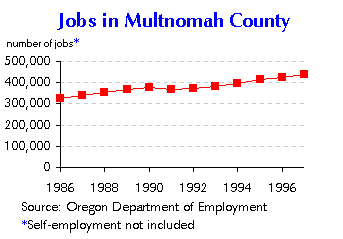 Jobs in Multnomah County
number of jobs*
500,000
400,000
300,000
200,000
100,000
0
1986 1988 1990 1992 1994 1996
Source: Oregon Department of Employment
*Self-employment not included